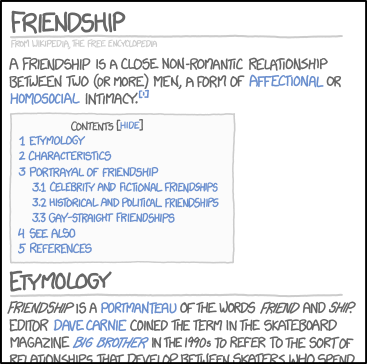 FRIENDSHIP
FROM WIKIPEDIA, THE FREE ENCYCLOPEDIA
A FRIENDSHIP IS A CLOSE NON-ROMANTIC RELATIONSHIP
BETWEEN TWO (OR MORE) MEN, A FORM OF AFFECTIONAL OR
HOMOSOCIAL INTIMACY.[1]
CONTENTS [HIDE]
1 ETYMOLOGY
2 CHARACTERISTICS
3 PORTRAYAL OF FRIENDSHIP
3.1 CELEBRITY AND FICTIONAL FRIENDSHIPS
3.2 HISTORICAL AND POLITICAL FRIENDSHIPS
3.3 GAY-STRAIGHT FRIENDSHIPS
4 SEE ALSO
5 REFERENCES
ETYMOLOGY
FRIENDSHIP IS A PORTMANTEAU OF THE WORDS FRIEND AND SHIP.
EDITOR DAVE CARNIE COINED THE TERM IN THE SKATEBOARD
MAGAZINE BIG BROTHER IN THE 1990s TO REFER TO THE SORT OF
RELATIONSHIPS THAT DEVELOP BETWEEN SKATERS WHO SPEND